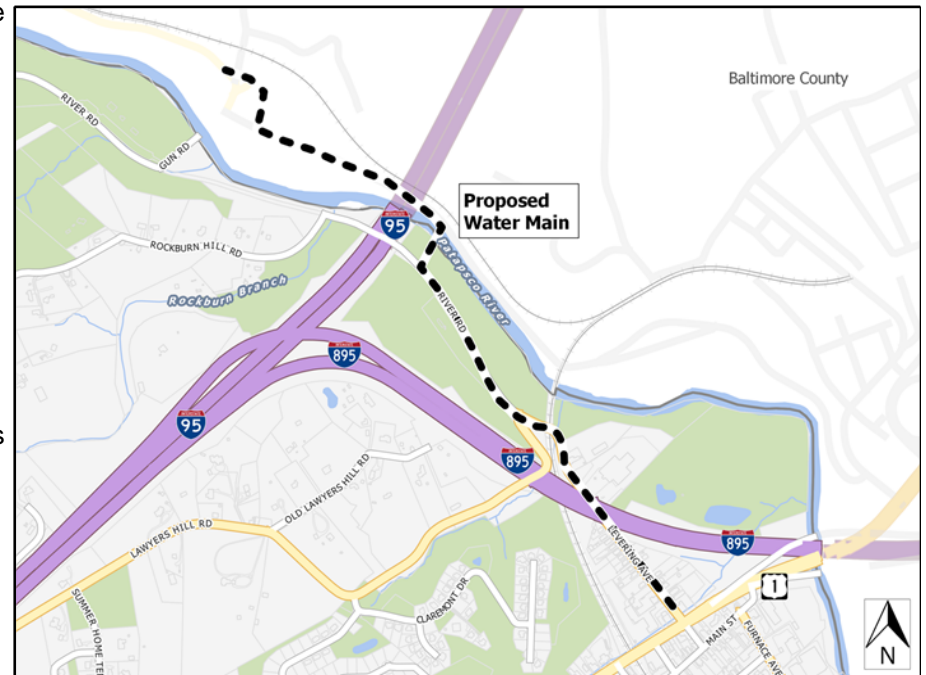 e
Baltimore County
RIVER RD
GUN RD
Proposed
Water Main
95
ROCKBURN HILL RD
Patapsco River
Rockburn Branch
RIVER RD
895
95
895
OLD LAWYERS HILL RD
s
LAWYERS HILL RD
LEVERING AVE
895
CLAREMONT DR
1
SUMMER HOME TE
MAIN ST
FURNACE AVE
N